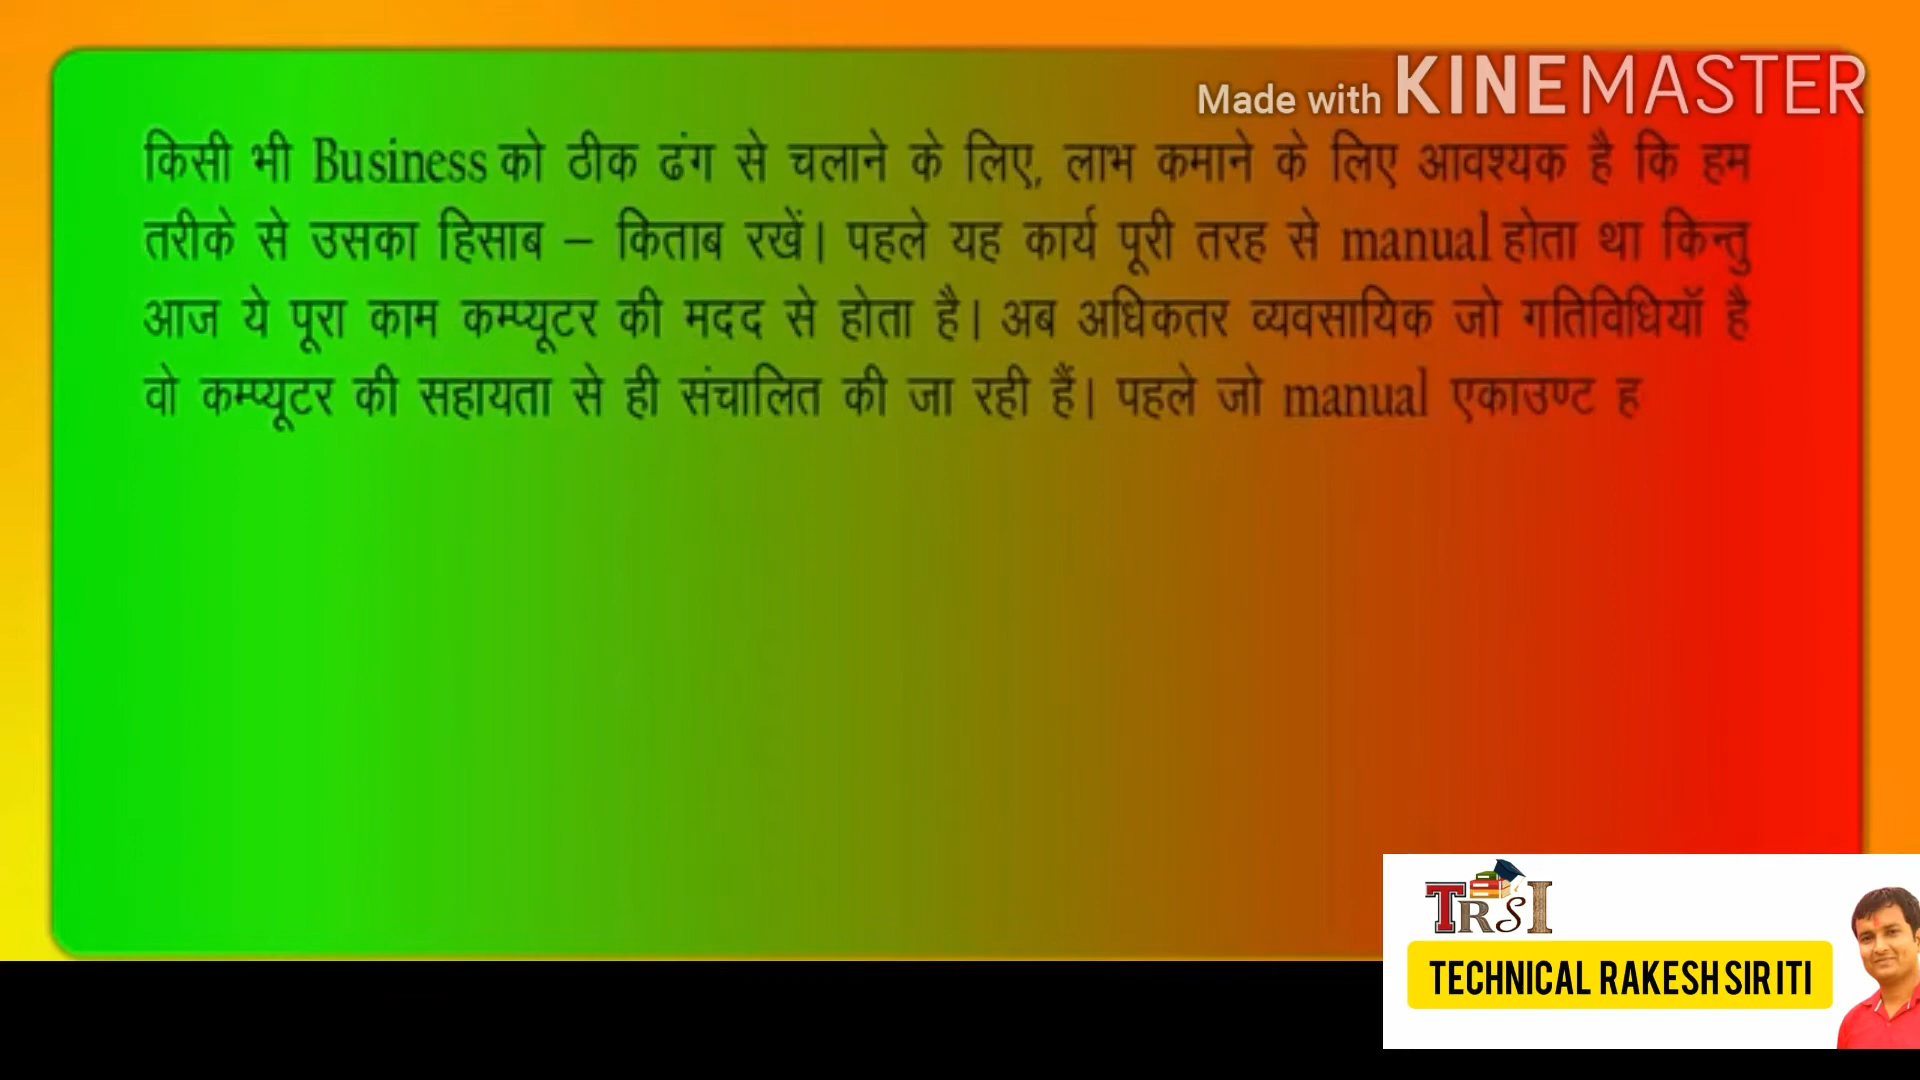 Made with KINEMASTER
किसी भी Business को ठीक ढंग से चलाने के लिए, लाभ कमाने के लिए आवश्यक है कि हम
तरीके से उसका हिसाब – किताब रखें। पहले यह कार्य पूरी तरह से manual होता था किन्तु
आज ये पूरा काम कम्प्यूटर की मदद से होता है। अब अधिकतर व्यवसायिक जो गतिविधियॉ है
वो कम्प्यूटर की सहायता से ही संचालित की जा रही हैं। पहले जो manual एकाउण्ट ह
TRSI
TECHNICAL RAKESH SIR ITI